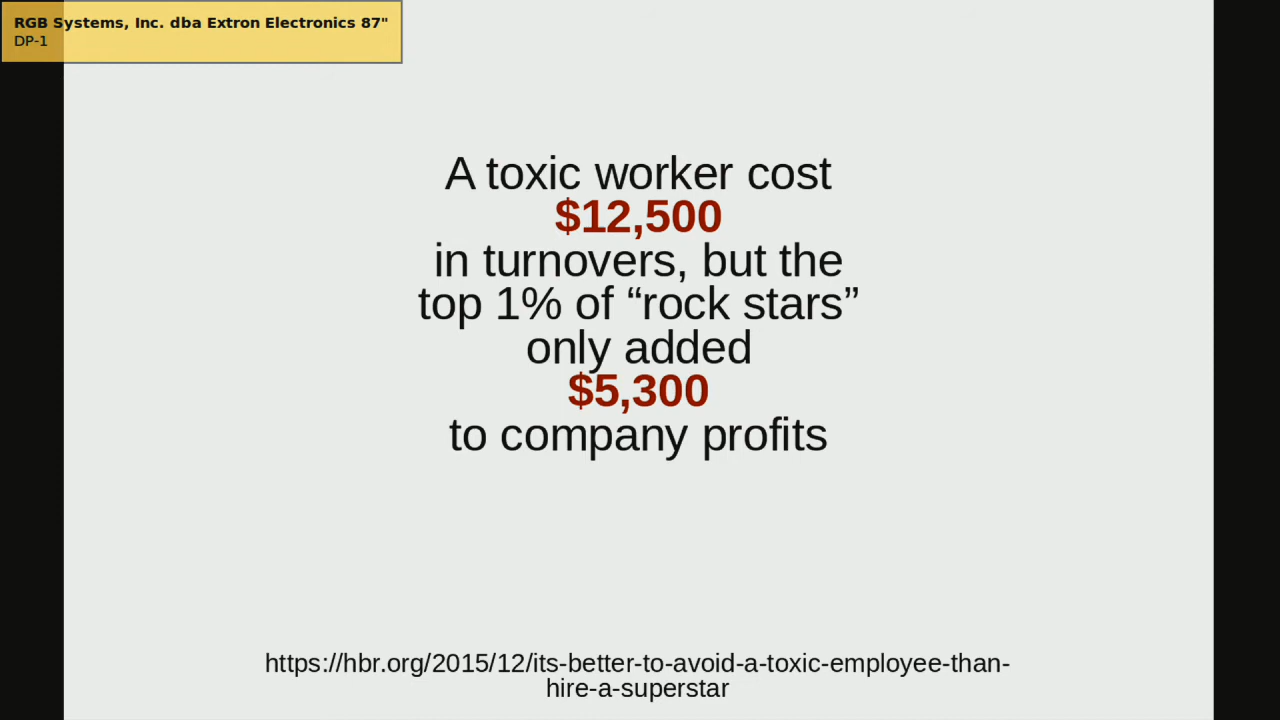 RGB Systems, Inc. dba Extron Electronics 87"
DP-1
A toxic worker cost
$12,500
in turnovers, but the
top 1% of “rock stars”
only added
$5,300
to company profits
https://hbr.org/2015/12/its-better-to-avoid-a-toxic-employee-than-
hire-a-superstar